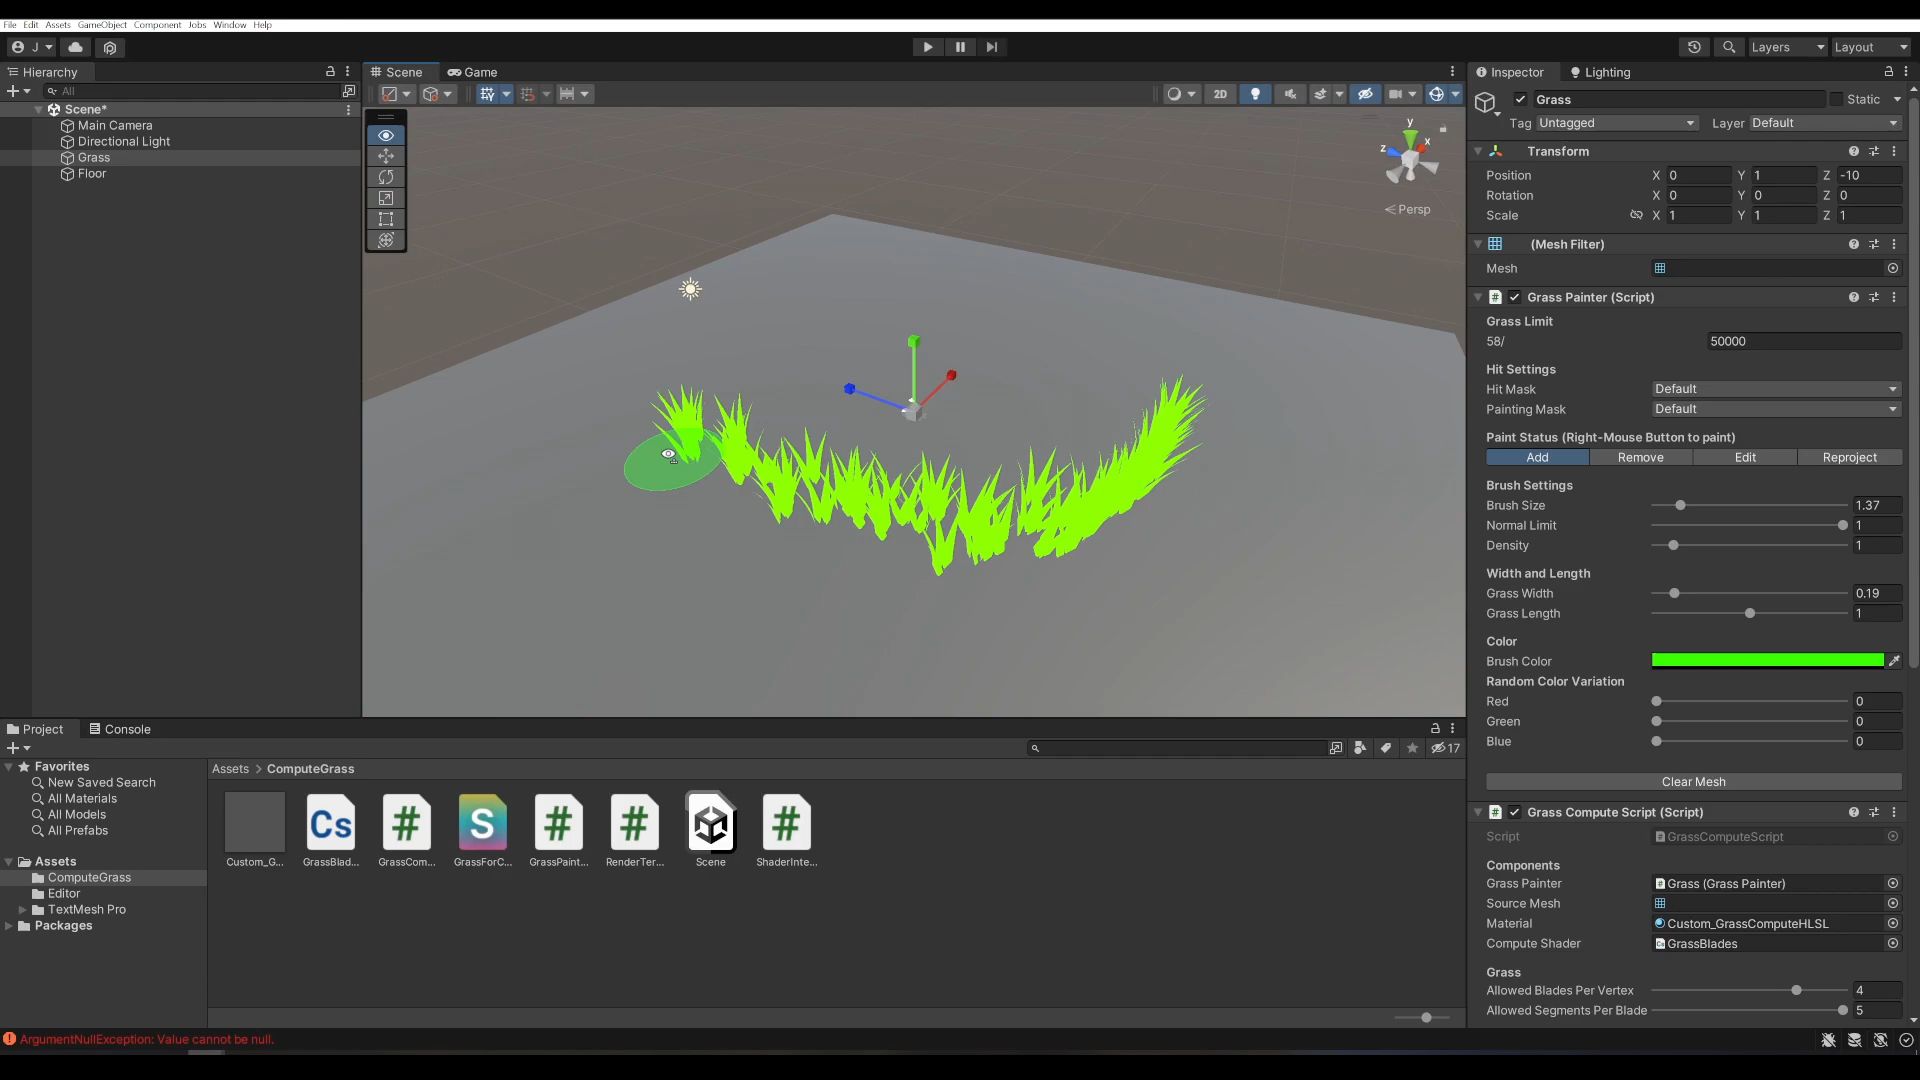 File Edit Assets GameObject Component Jobs Window Help
J
Layers
Layout
Hierarchy
All
Scene*
Main Camera
Directional Light
Grass
Floor
Scene
Game
2D
y
x
z
Persp
Inspector
Lighting
Grass
Static
Tag Untagged
Layer Default
Transform
Position X 0 Y 1 Z -10
Rotation X 0 Y 0 Z 0
Scale X 1 Y 1 Z 1
(Mesh Filter)
Mesh
Grass Painter (Script)
Grass Limit
58/ 50000
Hit Settings
Hit Mask Default
Painting Mask Default
Paint Status (Right-Mouse Button to paint)
Add Remove Edit Reproject
Brush Settings
Brush Size 1.37
Normal Limit 1
Density 1
Width and Length
Grass Width 0.19
Grass Length 1
Color
Brush Color
Random Color Variation
Red 0
Green 0
Blue 0
Clear Mesh
Grass Compute Script (Script)
Script GrassComputeScript
Components
Grass Painter Grass (Grass Painter)
Source Mesh
Material Custom_GrassComputeHLSL
Compute Shader GrassBlades
Grass
Allowed Blades Per Vertex 4
Allowed Segments Per Blade 5
Project
Console
17
Favorites
New Saved Search
All Materials
All Models
All Prefabs
Assets
ComputeGrass
Editor
TextMesh Pro
Packages
Assets > ComputeGrass
Cs
S
Custom_G... GrassBlad... GrassCom... GrassForC... GrassPaint... RenderTer... Scene ShaderInte...
ArgumentNullException: Value cannot be null.